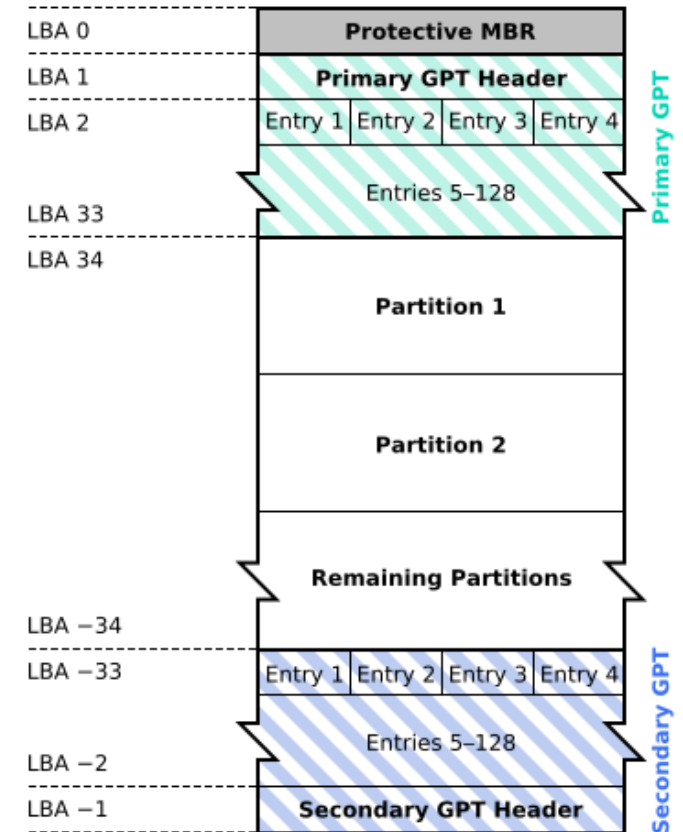 LBA 0
Protective MBR
LBA 1
Primary GPT Header
LBA 2
Entry 1 Entry 2 Entry 3 Entry 4
Entries 5–128
LBA 33
Primary GPT
LBA 34
Partition 1
Partition 2
Remaining Partitions
LBA −34
LBA −33
Entry 1 Entry 2 Entry 3 Entry 4
Entries 5–128
LBA −2
LBA −1
Secondary GPT Header
Secondary GPT